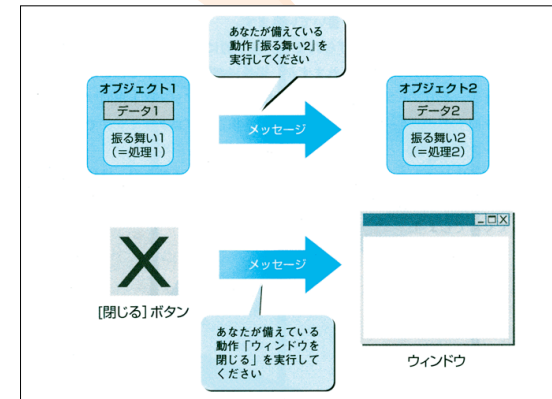 あなたが備えている
動作『振る舞い2』を
実行してください
オブジェクト1
データ1
振る舞い1
(=処理1)
メッセージ
オブジェクト2
データ2
振る舞い2
(=処理2)
X
[閉じる]ボタン
メッセージ
あなたが備えている
動作「ウィンドウを
閉じる」を実行して
ください
ウィンドウ